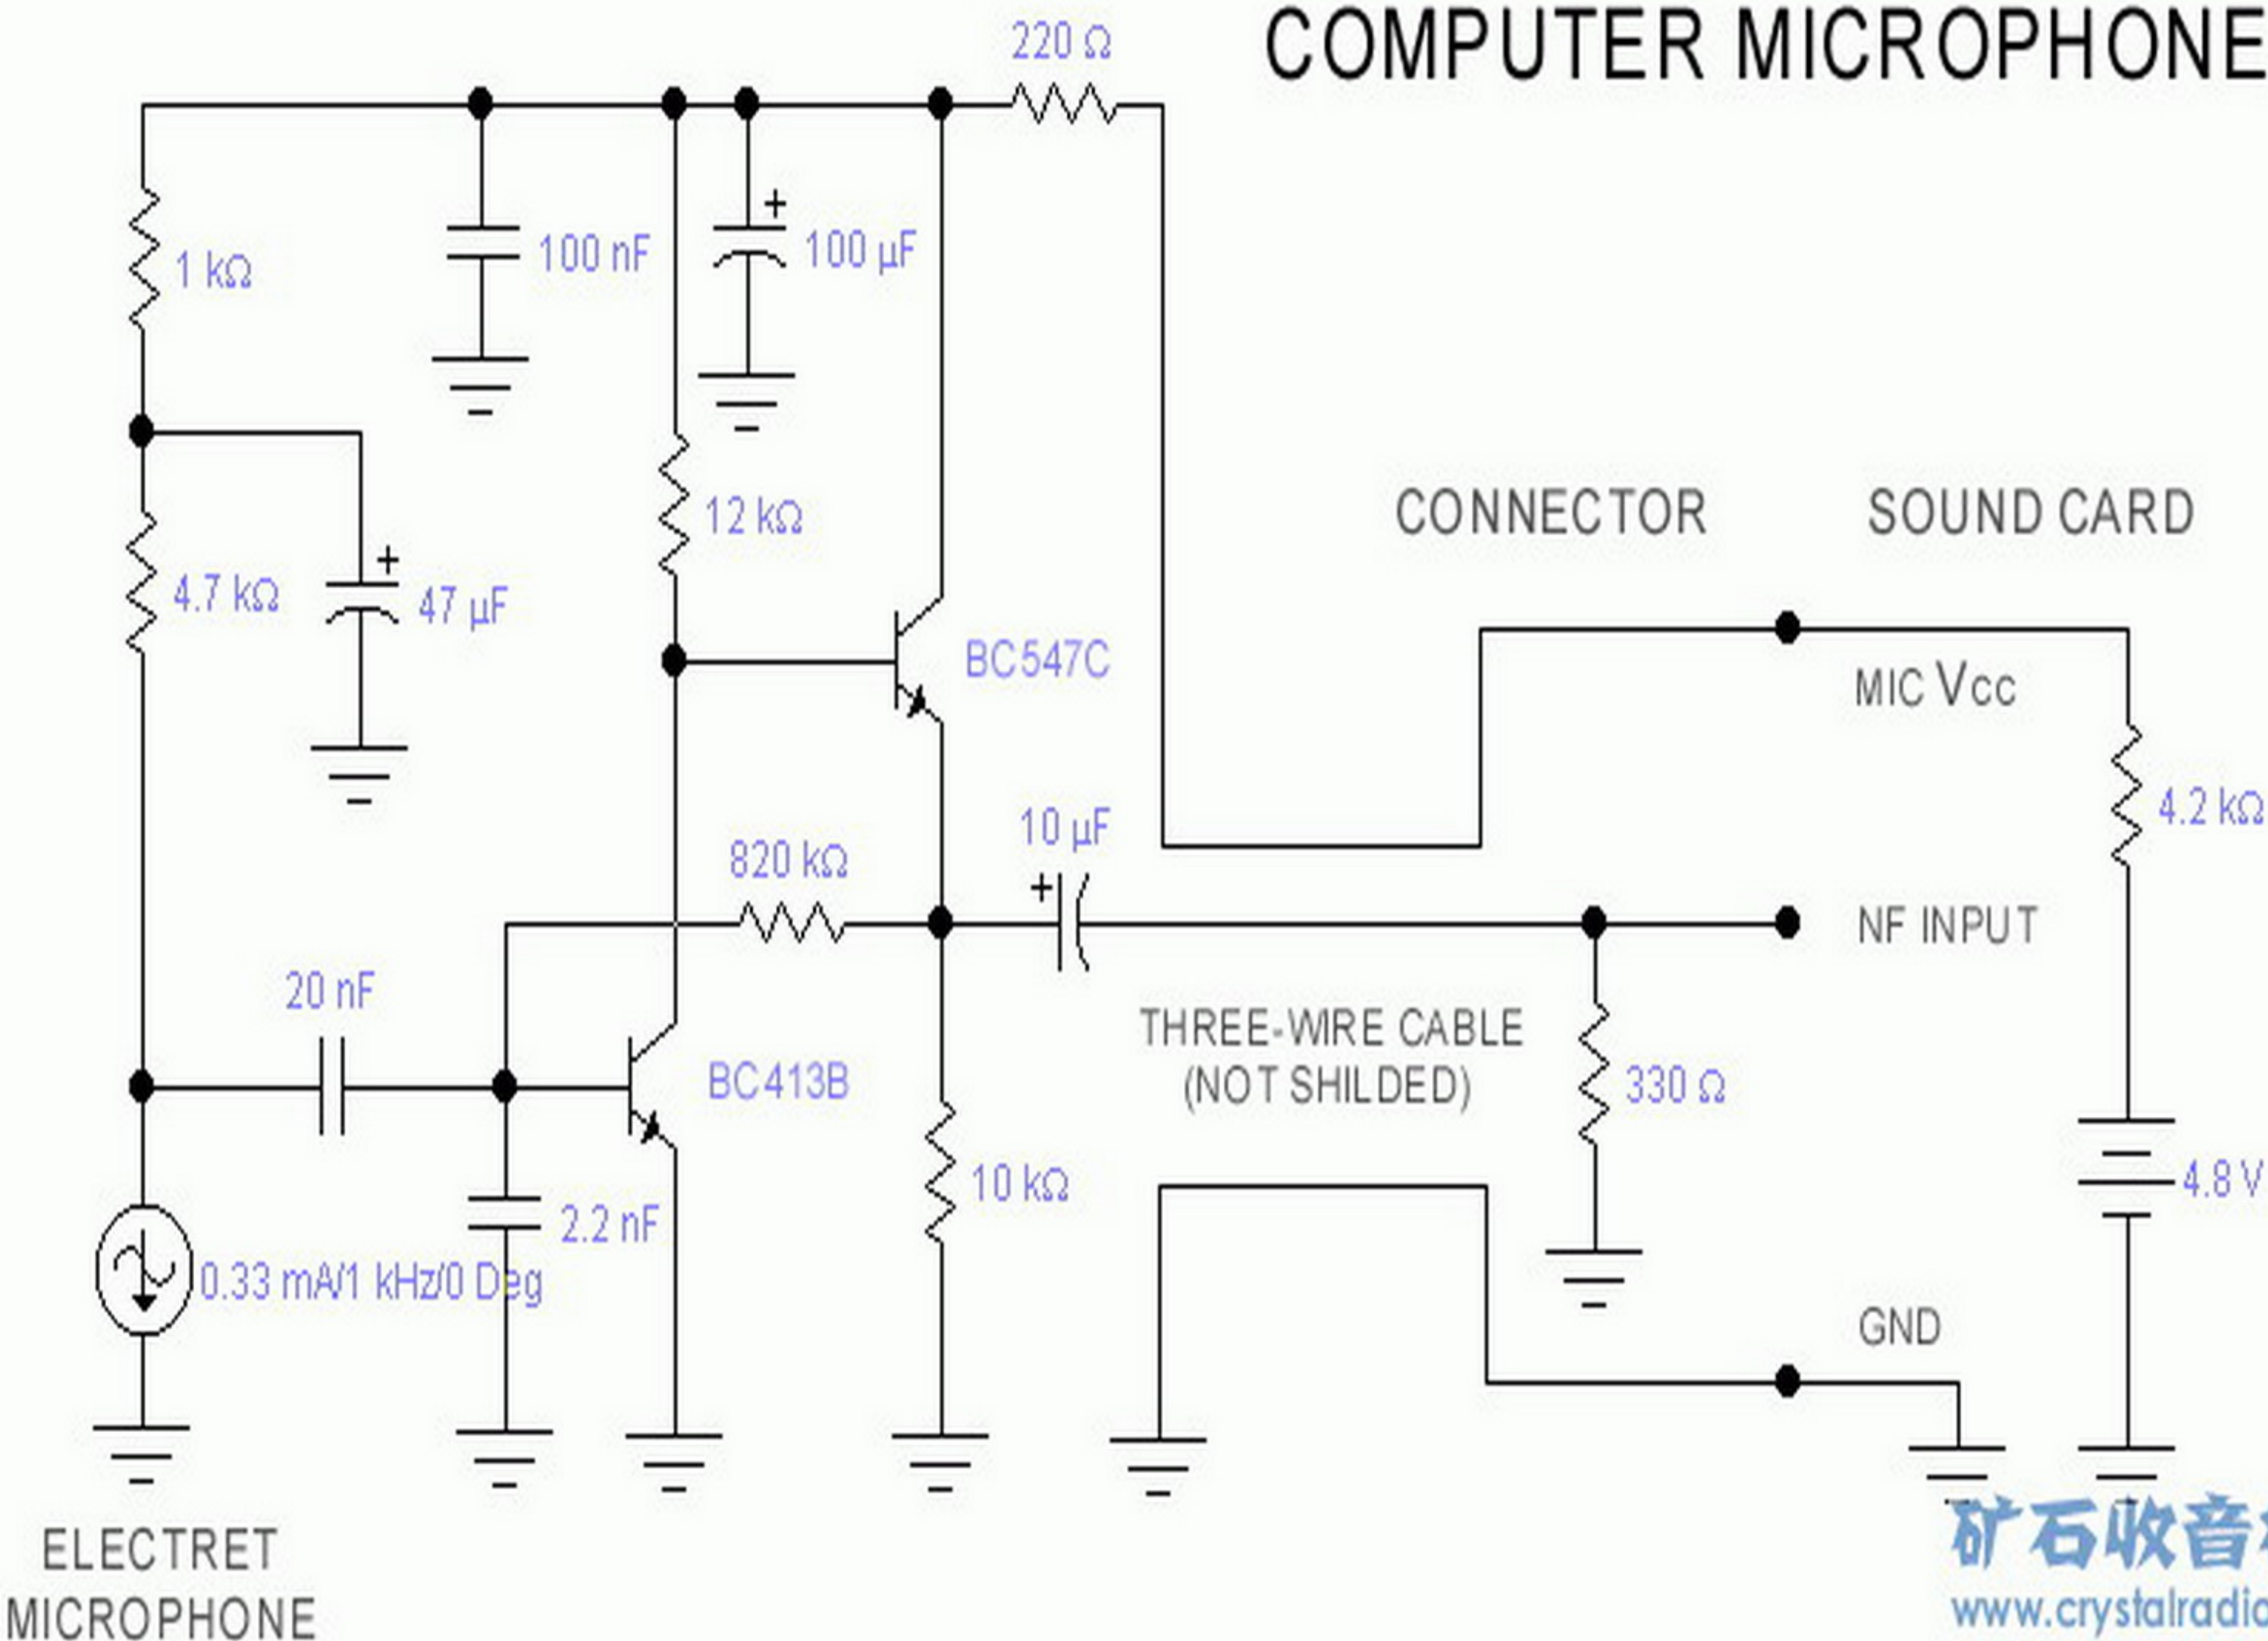 COMPUTER MICROPHONE
220 Ω
1 kΩ
100 nF
+
100 µF
12 kΩ
CONNECTOR
SOUND CARD
4.7 kΩ
+
47 µF
BC547C
MIC Vcc
4.2 kΩ
10 µF
+
820 kΩ
NF INPUT
20 nF
THREE-WIRE CABLE
(NOT SHILDED)
BC413B
330 Ω
10 kΩ
4.8 V
2.2 nF
0.33 mA/1 kHz/0 Deg
GND
ELECTRET
MICROPHONE
矿石收音
www.crystalradio